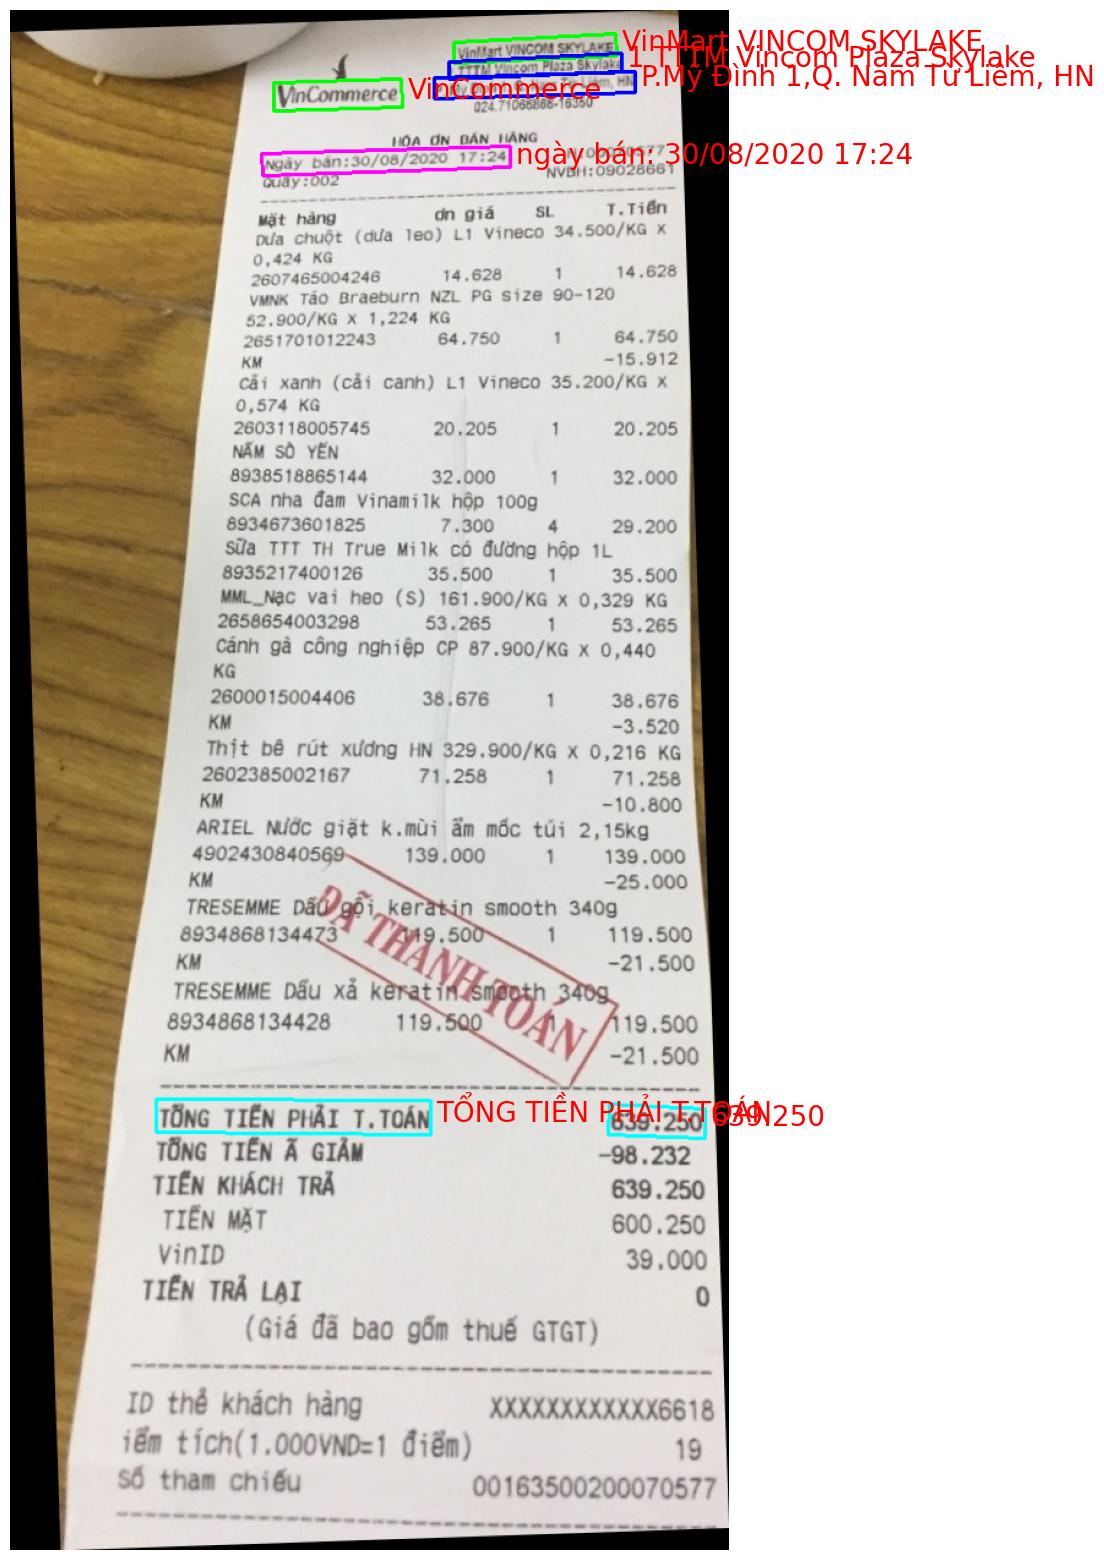 VinMart VINCOM SKYLAKE VinMart VINCOM SKYLAKE
TTTM Vincom Plaza Skylake 1 TTTM Vincom Plaza Skylake
P.Mỹ Đình 1,Q. Nam Từ Liêm, HN
VinCommerce VinCommerce
024.71066866-16350
HÓA ƠN BÁN HÀNG
Ngày bán:30/08/2020 17:24 ngày bán: 30/08/2020 17:24
Quầy:002 NVBH:09028661
Mặt hàng ơn giá SL T.Tiền
Dưa chuột (dưa leo) L1 Vineco 34.500/KG X
0,424 KG
2607465004246 14.628 1 14.628
VMNK Táo Braeburn NZL PG size 90-120
52.900/KG X 1,224 KG
2651701012243 64.750 1 64.750
KM -15.912
Cải xanh (cải canh) L1 Vineco 35.200/KG X
0,574 KG
2603118005745 20.205 1 20.205
NẤM SÒ YẾN
8938518865144 32.000 1 32.000
SCA nha đam Vinamilk hộp 100g
8934673601825 7.300 4 29.200
Sữa TTT TH True Milk có đường hộp 1L
8935217400126 35.500 1 35.500
MML_Nạc vai heo (S) 161.900/KG X 0,329 KG
2658654003298 53.265 1 53.265
Cánh gà công nghiệp CP 87.900/KG X 0,440
KG
2600015004406 38.676 1 38.676
KM -3.520
Thịt bê rút xương HN 329.900/KG X 0,216 KG
2602385002167 71.258 1 71.258
KM -10.800
ARIEL Nước giặt k.mùi ẩm mốc túi 2,15kg
4902430840569 139.000 1 139.000
KM -25.000
TRESEMME Dầu gội keratin smooth 340g
8934868134473 119.500 1 119.500
KM -21.500
ĐÃ THANH TOÁN
TRESEMME Dầu xả keratin smooth 340g
8934868134428 119.500 1 119.500
KM -21.500
TỔNG TIỀN PHẢI T.TOÁN TỔNG TIỀN PHẢI T.TOÁN 639.250 639.250
TỔNG TIỀN Ã GIẢM -98.232
TIỀN KHÁCH TRẢ 639.250
TIỀN MẶT 600.250
VinID 39.000
TIỀN TRẢ LẠI 0
(Giá đã bao gồm thuế GTGT)
ID thẻ khách hàng XXXXXXXXXXXX6618
iểm tích(1.000VND=1 điểm) 19
Số tham chiếu 00163500200070577